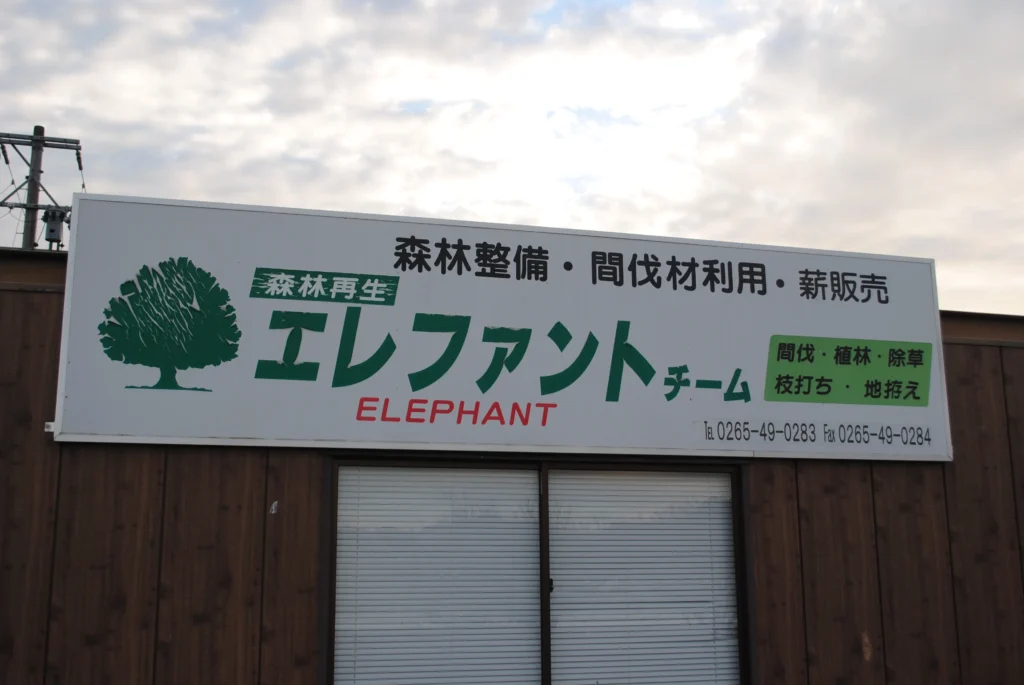 森林整備・間伐材利用・薪販売
森林再生
エレファントチーム
ELEPHANT
間伐・植林・除草
枝打ち・地拵え
TEL 0265-49-0283 Fax 0265-49-0284